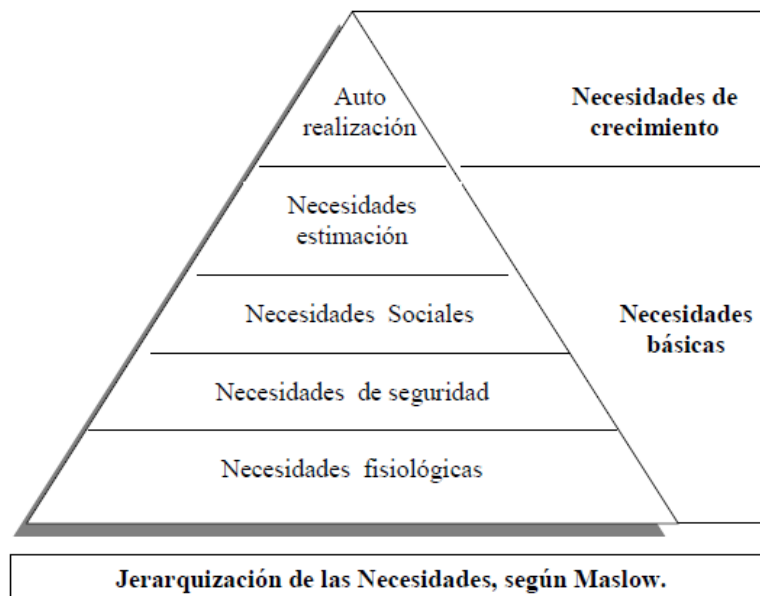 Auto
realización
Necesidades de
crecimiento
Necesidades
estimación
Necesidades Sociales
Necesidades
básicas
Necesidades de seguridad
Necesidades fisiológicas
Jerarquización de las Necesidades, según Maslow.